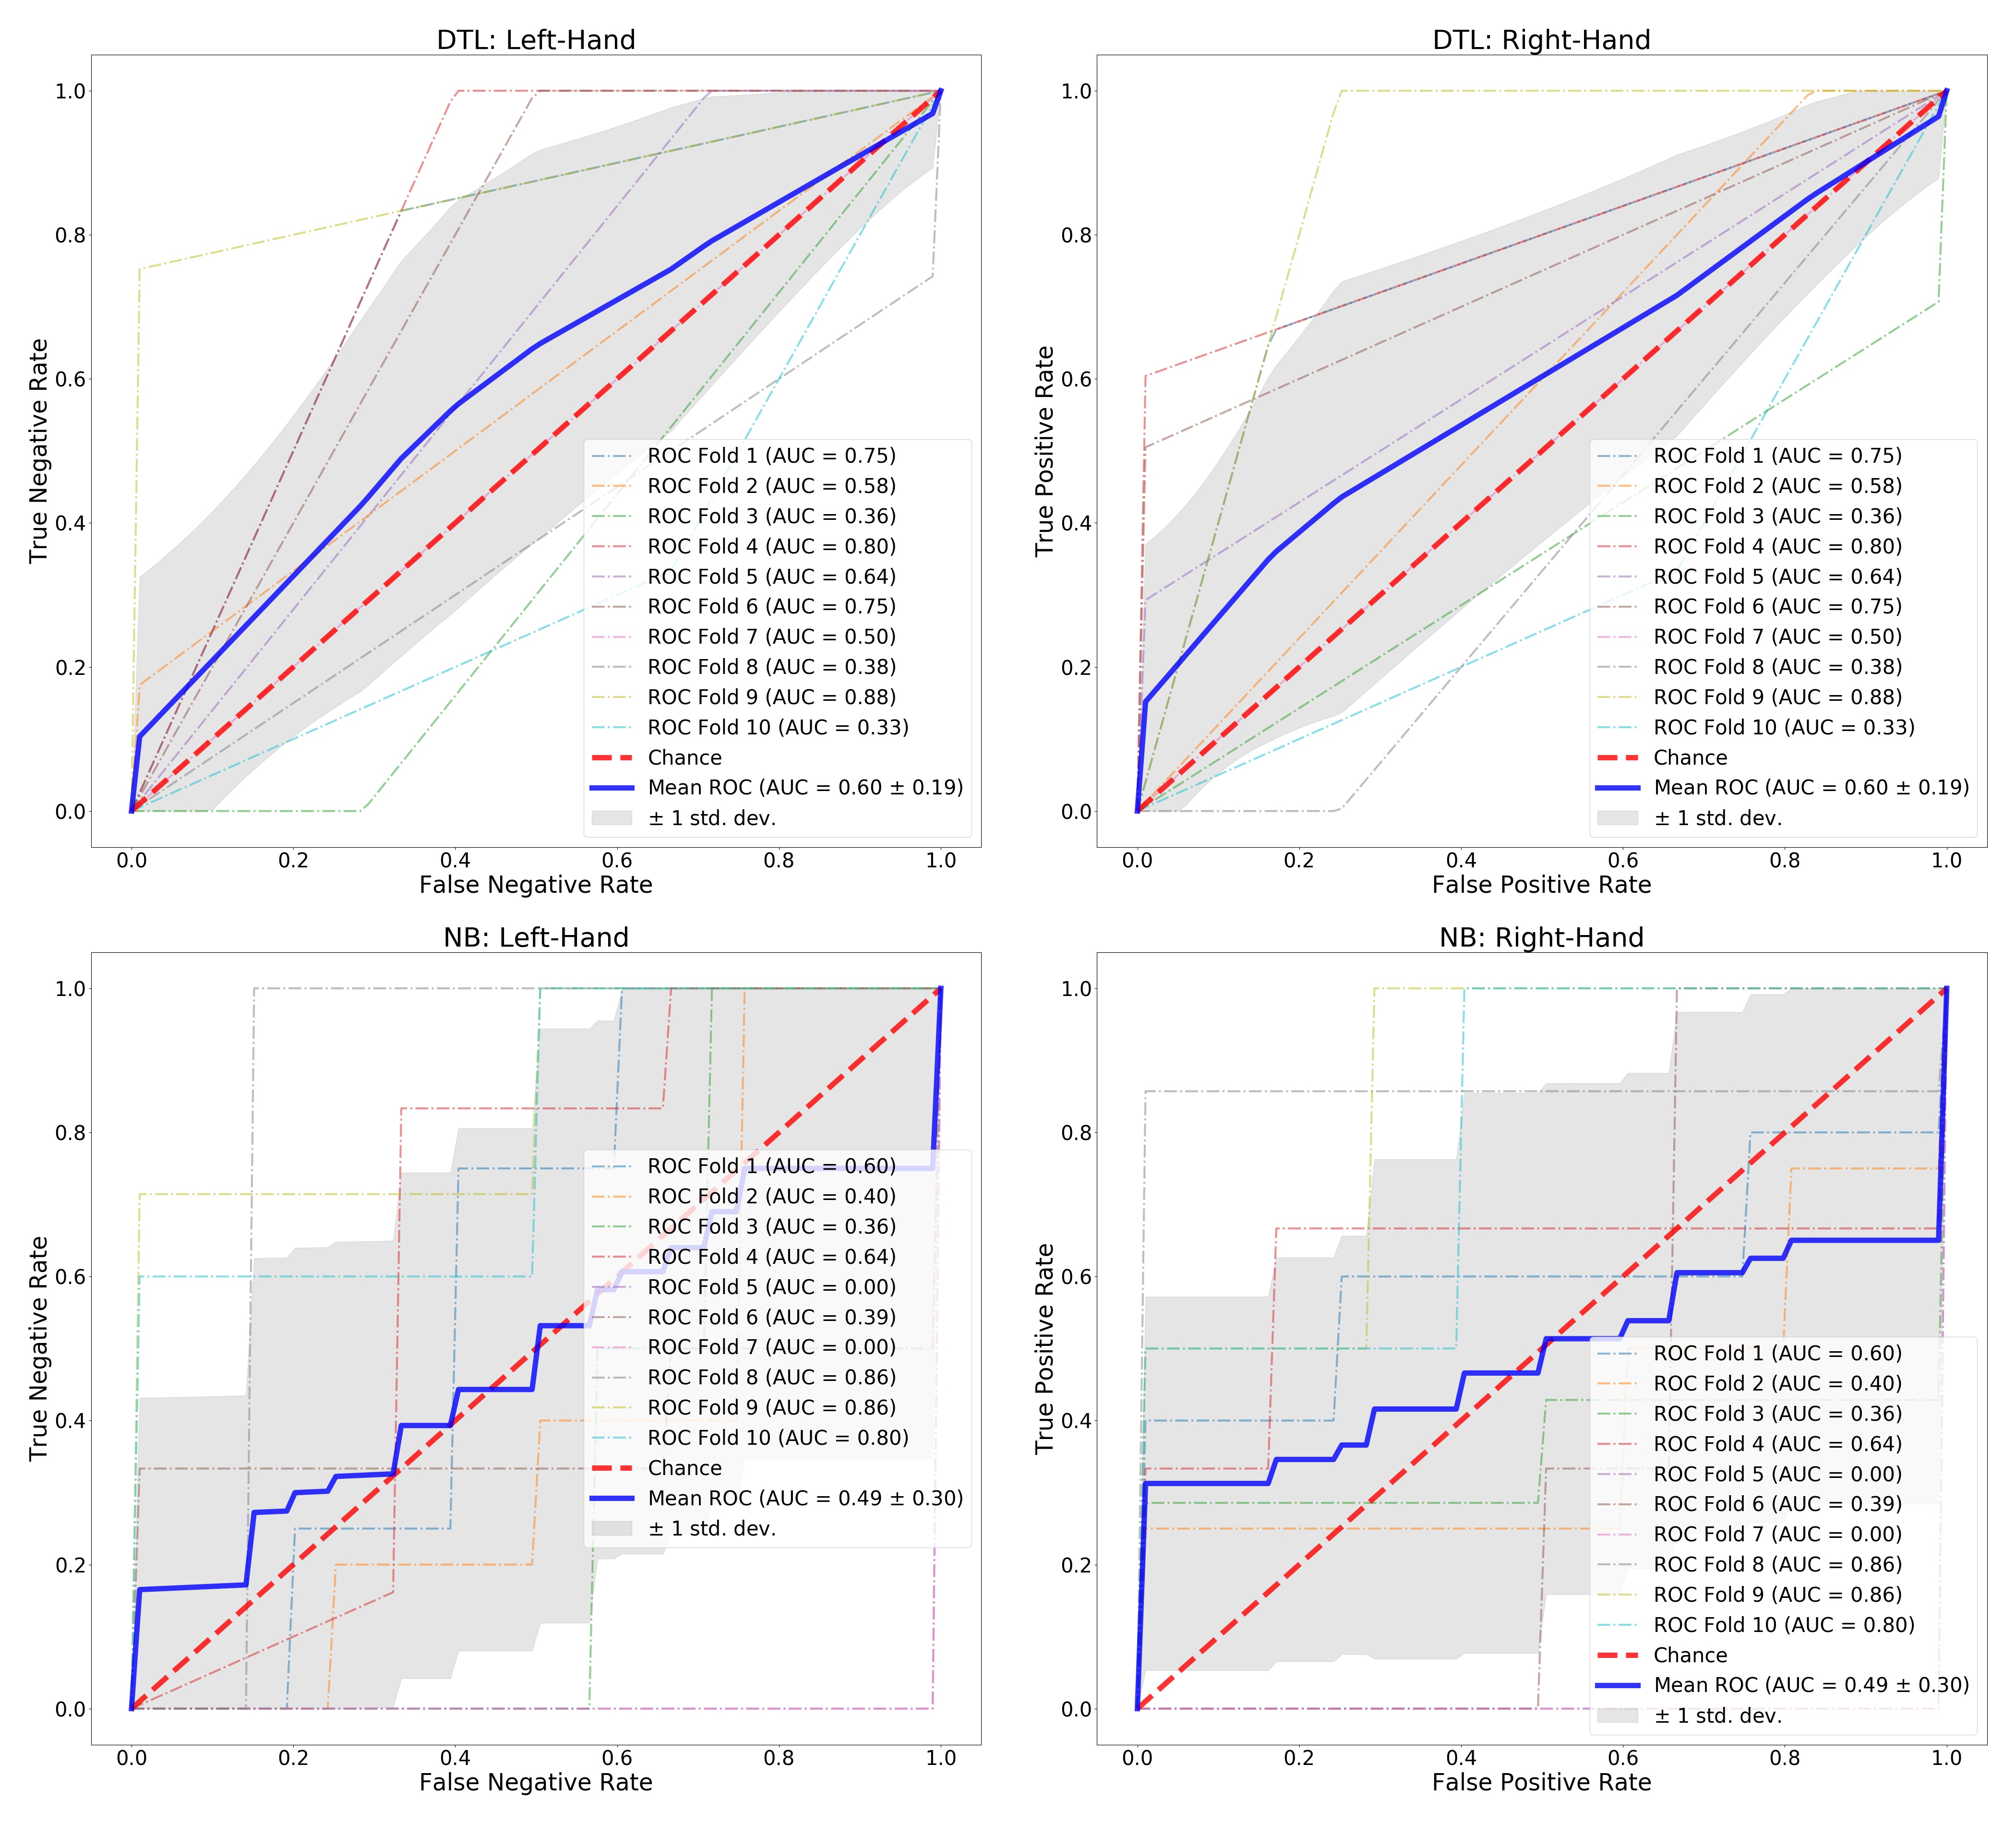 DTL: Left-Hand
True Negative Rate
1.0
0.8
0.6
0.4
0.2
0.0
ROC Fold 1 (AUC = 0.75)
ROC Fold 2 (AUC = 0.58)
ROC Fold 3 (AUC = 0.36)
ROC Fold 4 (AUC = 0.80)
ROC Fold 5 (AUC = 0.64)
ROC Fold 6 (AUC = 0.75)
ROC Fold 7 (AUC = 0.50)
ROC Fold 8 (AUC = 0.38)
ROC Fold 9 (AUC = 0.88)
ROC Fold 10 (AUC = 0.33)
Chance
Mean ROC (AUC = 0.60 ± 0.19)
± 1 std. dev.
0.0 0.2 0.4 0.6 0.8 1.0
False Negative Rate
DTL: Right-Hand
True Positive Rate
1.0
0.8
0.6
0.4
0.2
0.0
ROC Fold 1 (AUC = 0.75)
ROC Fold 2 (AUC = 0.58)
ROC Fold 3 (AUC = 0.36)
ROC Fold 4 (AUC = 0.80)
ROC Fold 5 (AUC = 0.64)
ROC Fold 6 (AUC = 0.75)
ROC Fold 7 (AUC = 0.50)
ROC Fold 8 (AUC = 0.38)
ROC Fold 9 (AUC = 0.88)
ROC Fold 10 (AUC = 0.33)
Chance
Mean ROC (AUC = 0.60 ± 0.19)
± 1 std. dev.
0.0 0.2 0.4 0.6 0.8 1.0
False Positive Rate
NB: Left-Hand
True Negative Rate
1.0
0.8
0.6
0.4
0.2
0.0
ROC Fold 1 (AUC = 0.60)
ROC Fold 2 (AUC = 0.40)
ROC Fold 3 (AUC = 0.36)
ROC Fold 4 (AUC = 0.64)
ROC Fold 5 (AUC = 0.00)
ROC Fold 6 (AUC = 0.39)
ROC Fold 7 (AUC = 0.00)
ROC Fold 8 (AUC = 0.86)
ROC Fold 9 (AUC = 0.86)
ROC Fold 10 (AUC = 0.80)
Chance
Mean ROC (AUC = 0.49 ± 0.30)
± 1 std. dev.
0.0 0.2 0.4 0.6 0.8 1.0
False Negative Rate
NB: Right-Hand
True Positive Rate
1.0
0.8
0.6
0.4
0.2
0.0
ROC Fold 1 (AUC = 0.60)
ROC Fold 2 (AUC = 0.40)
ROC Fold 3 (AUC = 0.36)
ROC Fold 4 (AUC = 0.64)
ROC Fold 5 (AUC = 0.00)
ROC Fold 6 (AUC = 0.39)
ROC Fold 7 (AUC = 0.00)
ROC Fold 8 (AUC = 0.86)
ROC Fold 9 (AUC = 0.86)
ROC Fold 10 (AUC = 0.80)
Chance
Mean ROC (AUC = 0.49 ± 0.30)
± 1 std. dev.
0.0 0.2 0.4 0.6 0.8 1.0
False Positive Rate